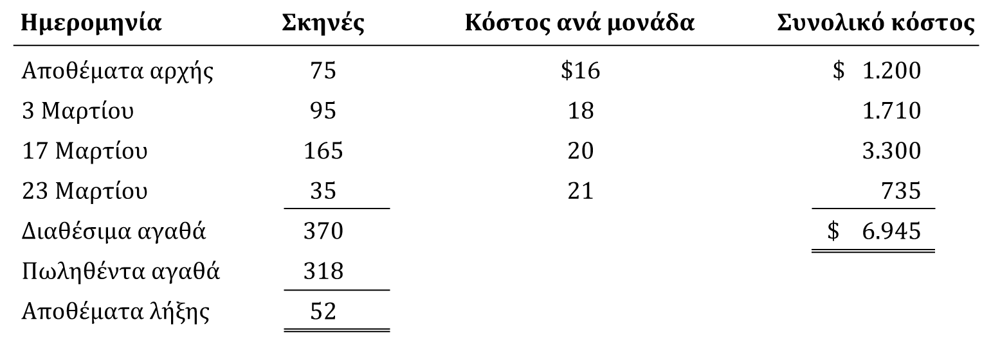 Ημερομηνία Σκηνές Κόστος ανά μονάδα Συνολικό κόστος
Αποθέματα αρχής 75 $16 $ 1.200
3 Μαρτίου 95 18 1.710
17 Μαρτίου 165 20 3.300
23 Μαρτίου 35 21 735
Διαθέσιμα αγαθά 370 $ 6.945
Πωληθέντα αγαθά 318
Αποθέματα λήξης 52